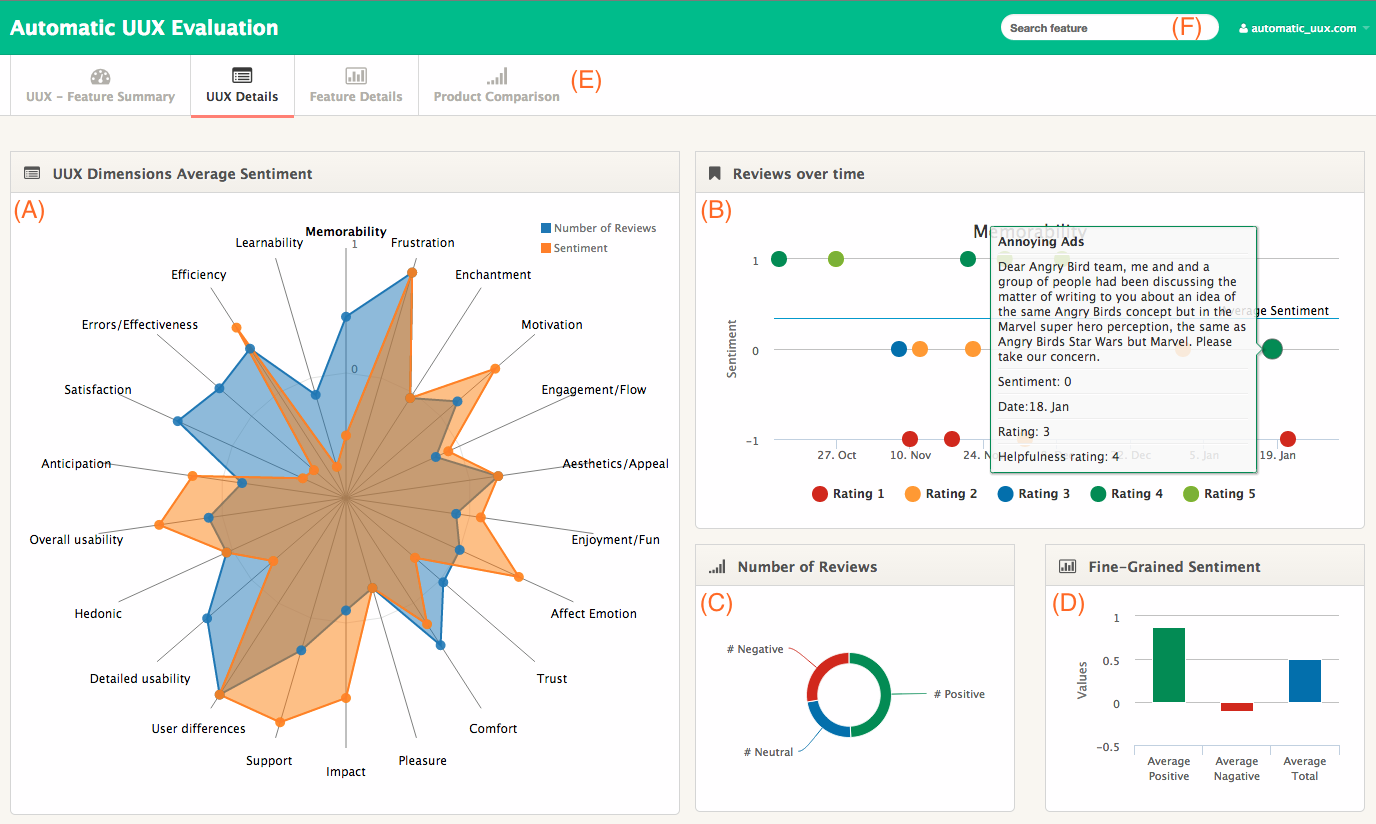 Automatic UUX Evaluation
Search feature
(F)
automatic_uux.com
UUX - Feature Summary
UUX Details
Feature Details
Product Comparison
(E)
UUX Dimensions Average Sentiment
(A)
Number of Reviews
Sentiment
Memorability
1
0
Frustration
Enchantment
Motivation
Engagement/Flow
Aesthetics/Appeal
Enjoyment/Fun
Affect Emotion
Trust
Comfort
Pleasure
Impact
Support
User differences
Detailed usability
Hedonic
Overall usability
Anticipation
Satisfaction
Errors/Effectiveness
Efficiency
Learnability
Reviews over time
(B)
Memorability
Sentiment
1
0
-1
Average Sentiment
Annoying Ads
Dear Angry Bird team, me and and a
group of people had been discussing the
matter of writing to you about an idea of
the same Angry Birds concept but in the
Marvel super hero perception, the same as
Angry Birds Star Wars but Marvel. Please
take our concern.
Sentiment: 0
Date:18. Jan
Rating: 3
Helpfulness rating: 4
27. Oct
10. Nov
24.
Dec
5. Jan
19. Jan
Rating 1
Rating 2
Rating 3
Rating 4
Rating 5
Number of Reviews
(C)
# Negative
# Positive
# Neutral
Fine-Grained Sentiment
(D)
Values
1
0.5
0
-0.5
Average
Positive
Average
Nagative
Average
Total